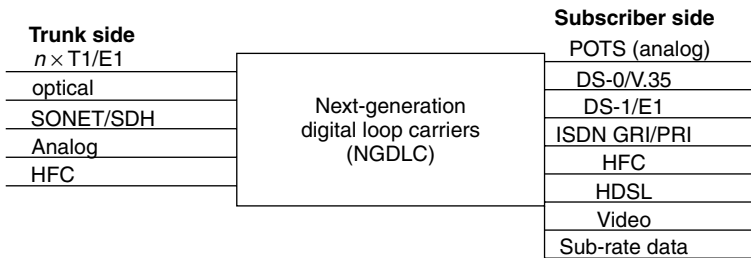 Trunk side
n × T1/E1
optical
SONET/SDH
Analog
HFC
Next-generation
digital loop carriers
(NGDLC)
Subscriber side
POTS (analog)
DS-0/V.35
DS-1/E1
ISDN GRI/PRI
HFC
HDSL
Video
Sub-rate data